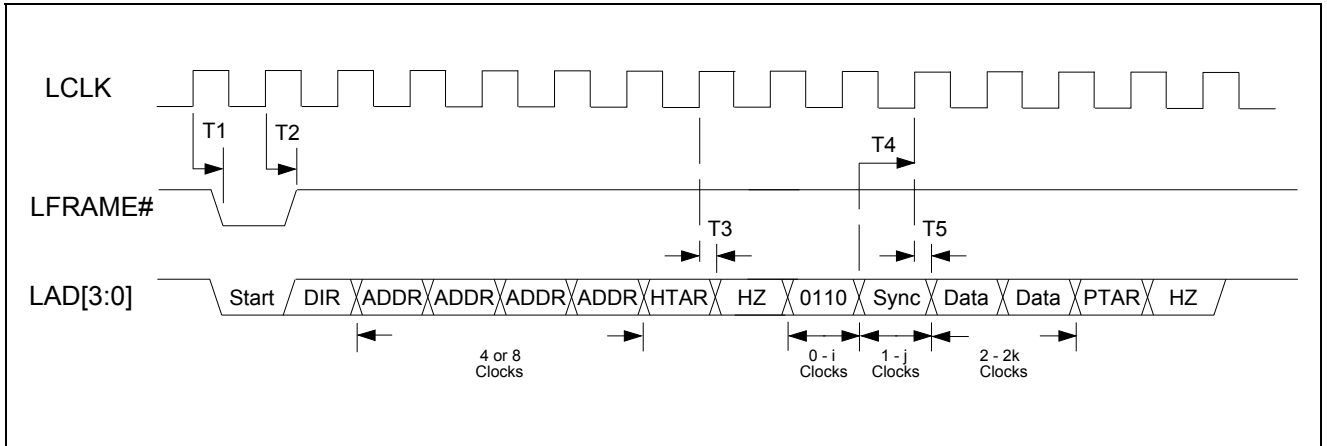 LCLK
T1 T2 T4
LFRAME#
T3 T5
LAD[3:0] Start DIR ADDR ADDR ADDR ADDR HTAR HZ 0110 Sync Data Data PTAR HZ
4 or 8 0 - i 1 - j 2 - 2k
Clocks Clocks Clocks Clocks